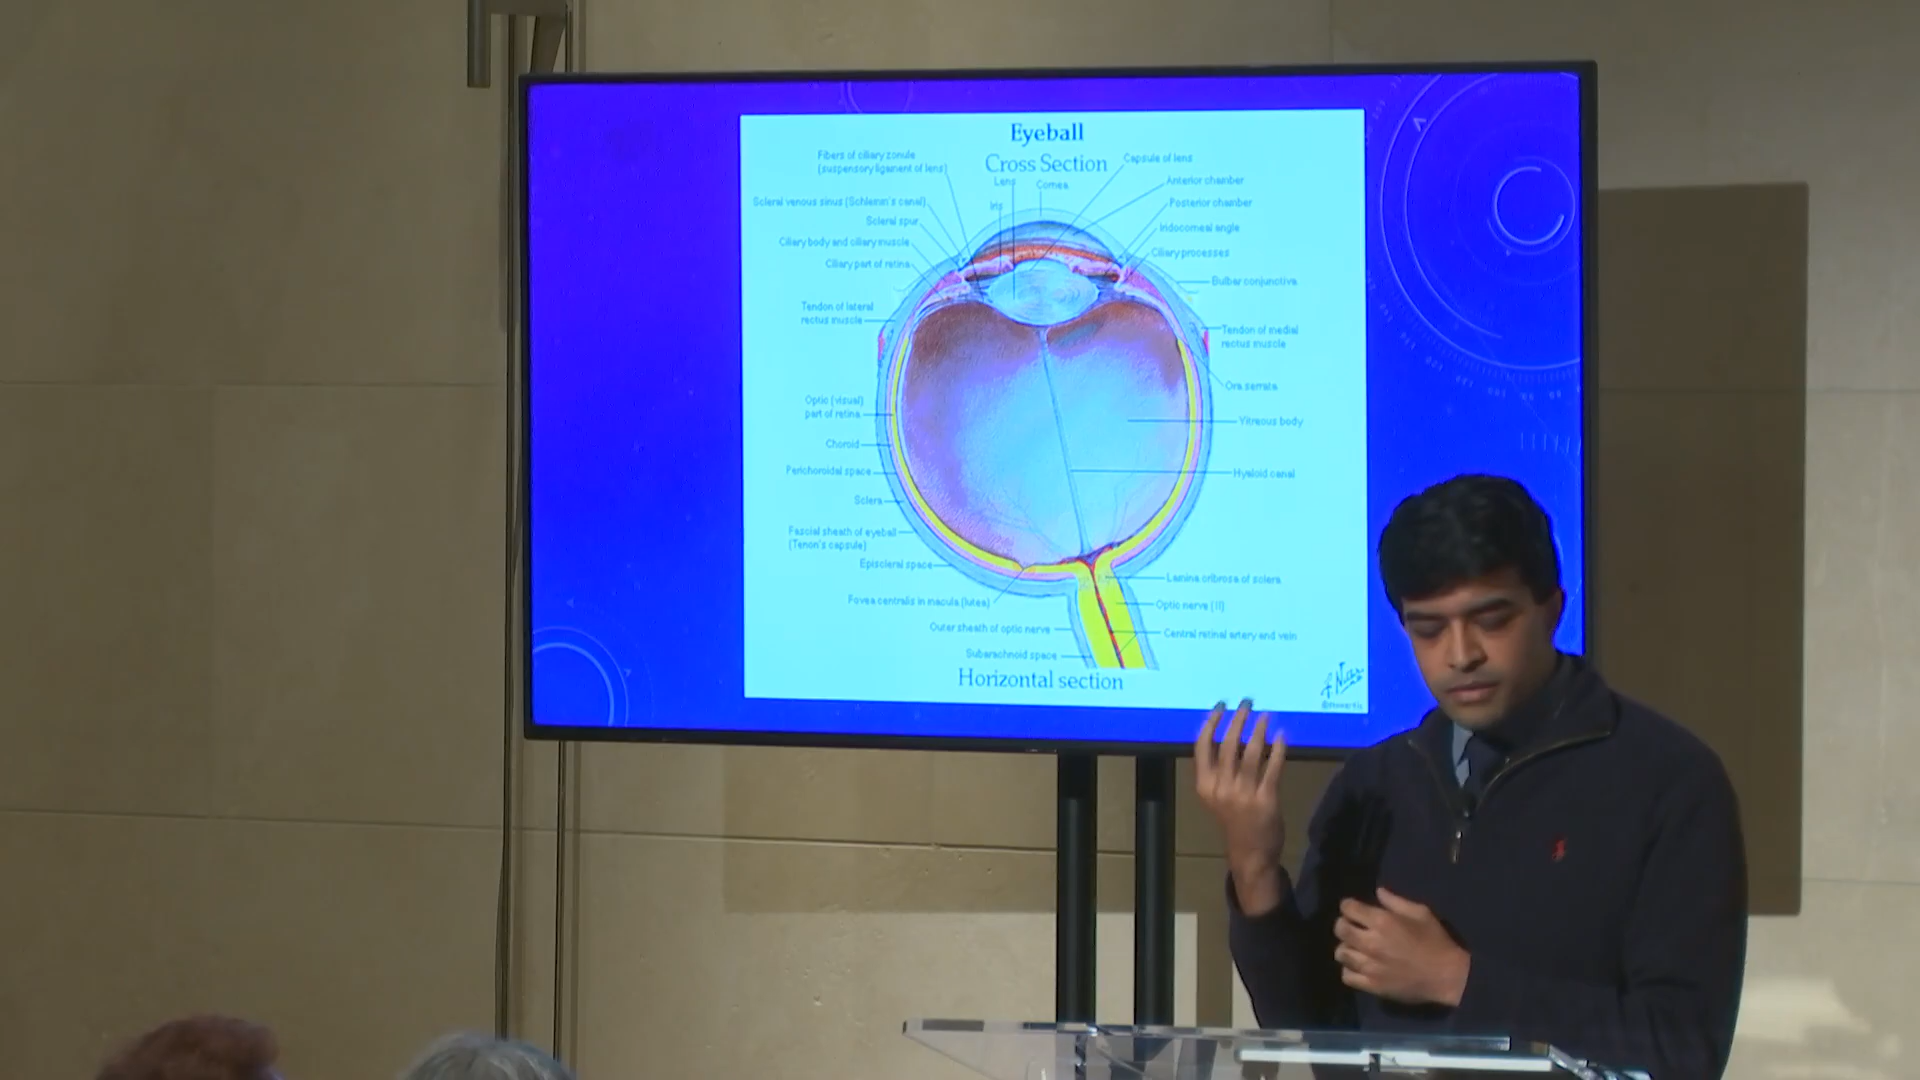 Eyeball
Cross Section
Fibers of ciliary zonule
(suspensory ligament of lens)
Capsule of lens
Lens
Cornea
Anterior chamber
Scleral venous sinus (Schlemm's canal)
Iris
Posterior chamber
Scleral spur
Iridocorneal angle
Ciliary body and ciliary muscle
Ciliary processes
Ciliary part of retina
Bulbar conjunctiva
Tendon of lateral
rectus muscle
Tendon of medial
rectus muscle
Ora serrata
Optic (visual)
part of retina
Vitreous body
Choroid
Perichoroidal space
Hyaloid canal
Sclera
Fascial sheath of eyeball
(Tenon's capsule)
Episcleral space
Lamina cribrosa of sclera
Fovea centralis in macula (lutea)
Optic nerve (II)
Outer sheath of optic nerve
Central retinal artery and vein
Subarachnoid space
Horizontal section